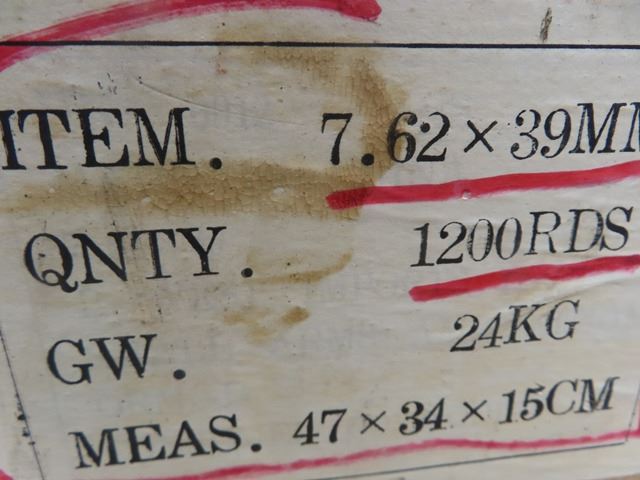 ITEM. 7.62×39MM
QNTY. 1200RDS
GW. 24KG
MEAS. 47×34×15CM